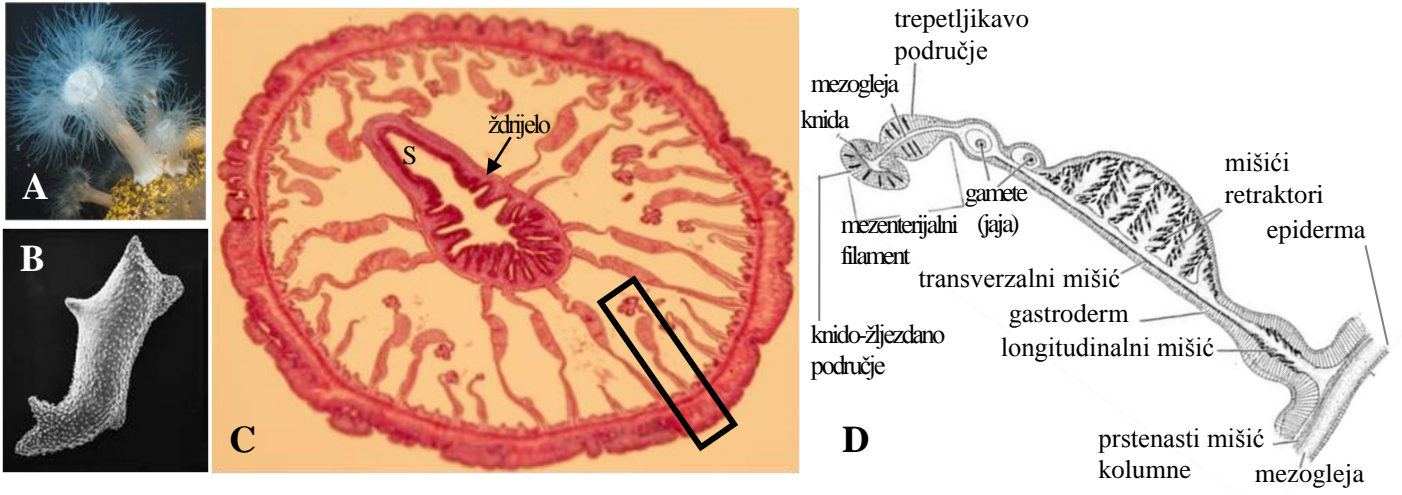 A
B
C
S
ždrijelo
D
trepetljikavo
područje
mezogleja
knida
knido-žljezdano
područje
mezenterijalni
filament
gamete
(jaja)
mišići
retraktori
epiderma
transverzalni mišić
gastroderm
longitudinalni mišić
prstenasti mišić
kolumne
mezogleja